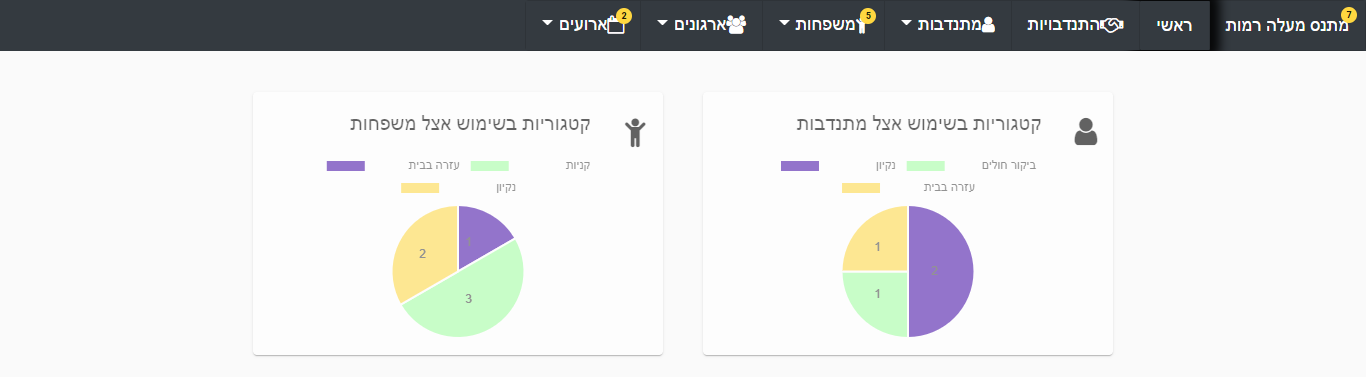 7
מתנס מעלה רמות
ראשי
התנדבויות
מתנדבות
משפחות
5
ארגונים
ארועים
2
קטגוריות בשימוש אצל מתנדבות
ביקור חולים
נקיון
עזרה בבית
1
2
1
קטגוריות בשימוש אצל משפחות
קניות
עזרה בבית
נקיון
1
2
3